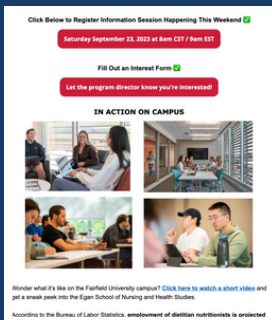 Click Below to Register Information Session Happening This Weekend ✅
Saturday September 23, 2023 at 8am CST / 9am EST
Fill Out an Interest Form ✅
Let the program director know you're interested!
IN ACTION ON CAMPUS
Wonder what it's like on the Fairfield University campus? Click here to watch a short video and
get a sneak peek into the Egan School of Nursing and Health Studies.
According to the Bureau of Labor Statistics, employment of dietitian nutritionists is projected